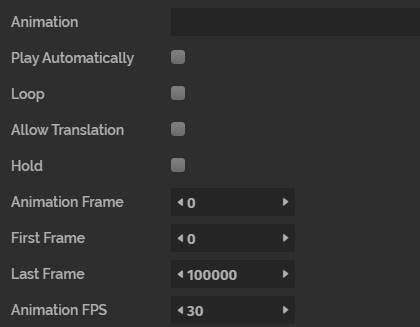 Animation
Play Automatically
Loop
Allow Translation
Hold
Animation Frame 0
First Frame 0
Last Frame 100000
Animation FPS 30